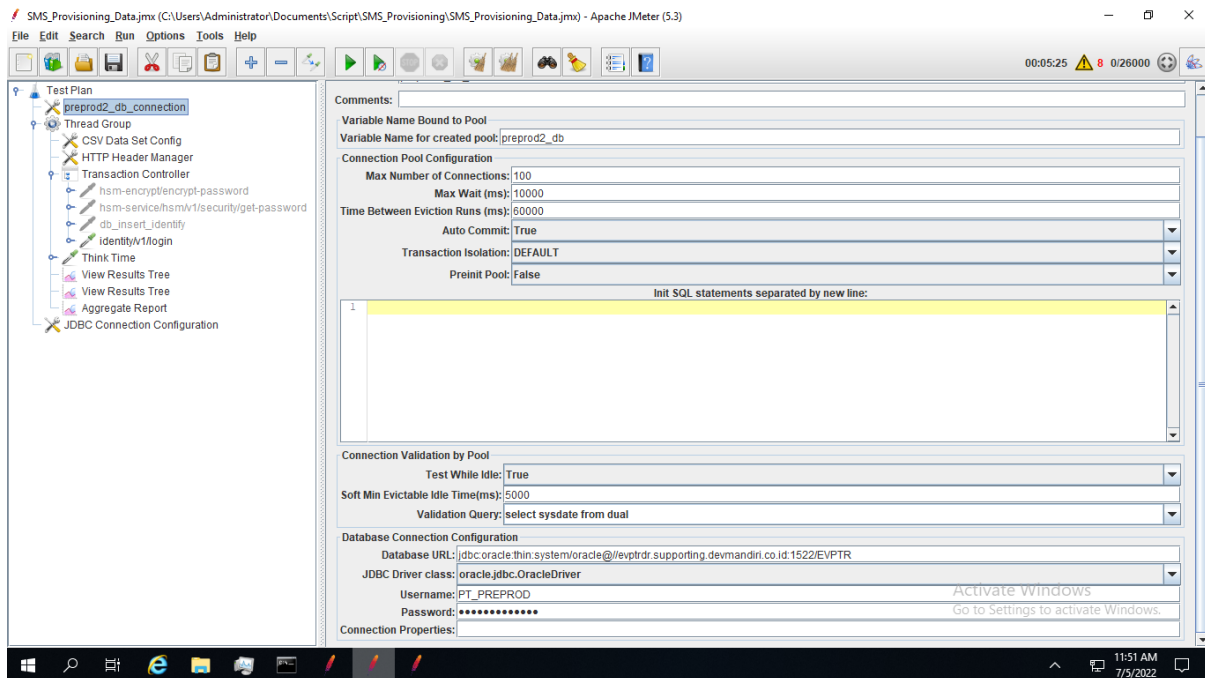 SMS_Provisioning_Data.jmx (C:\Users\Administrator\Documents\Script\SMS_Provisioning\SMS_Provisioning_Data.jmx) - Apache JMeter (5.3)
File Edit Search Run Options Tools Help
00:05:25 8 0/26000
Test Plan
preprod2_db_connection
Thread Group
CSV Data Set Config
HTTP Header Manager
Transaction Controller
hsm-encrypt/encrypt-password
hsm-service/hsm/v1/security/get-password
db_insert_identify
identity/v1/login
Think Time
View Results Tree
View Results Tree
Aggregate Report
JDBC Connection Configuration
Comments:
Variable Name Bound to Pool
Variable Name for created pool: preprod2_db
Connection Pool Configuration
Max Number of Connections: 100
Max Wait (ms): 10000
Time Between Eviction Runs (ms): 60000
Auto Commit: True
Transaction Isolation: DEFAULT
Preinit Pool: False
Init SQL statements separated by new line:
1
Connection Validation by Pool
Test While Idle: True
Soft Min Evictable Idle Time(ms): 5000
Validation Query: select sysdate from dual
Database Connection Configuration
Database URL: jdbc:oracle:thin:system/oracle@//evptrdr.supporting.devmandiri.co.id:1522/EVPTR
JDBC Driver class: oracle.jdbc.OracleDriver
Username: PT_PREPROD
Password: •••••••••••••
Connection Properties:
Activate Windows
Go to Settings to activate Windows.
11:51 AM
7/5/2022